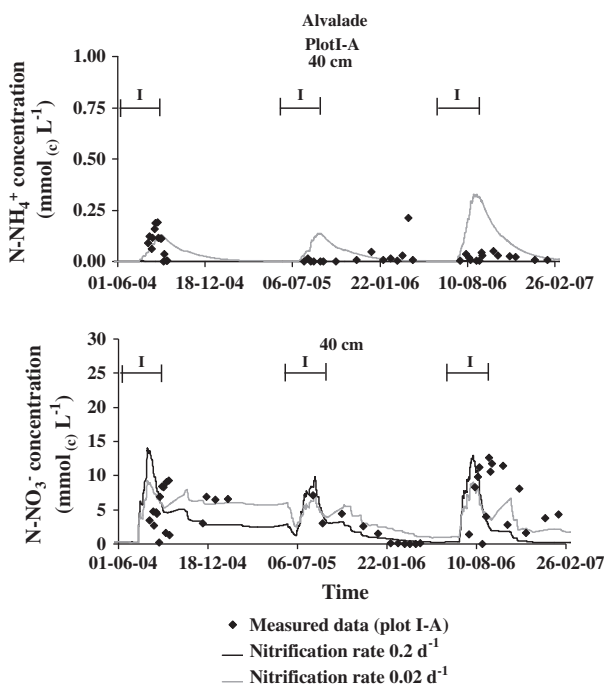 Alvalade
PlotI-A
40 cm
N-NH₄⁺ concentration
(mmol (c) L⁻¹)
1.00
0.75
0.50
0.25
0.00
I I I
01-06-04 18-12-04 06-07-05 22-01-06 10-08-06 26-02-07
40 cm
N-NO₃⁻ concentration
(mmol (c) L⁻¹)
30
25
20
15
10
5
0
I I I
01-06-04 18-12-04 06-07-05 22-01-06 10-08-06 26-02-07
Time
Measured data (plot I-A)
Nitrification rate 0.2 d⁻¹
Nitrification rate 0.02 d⁻¹